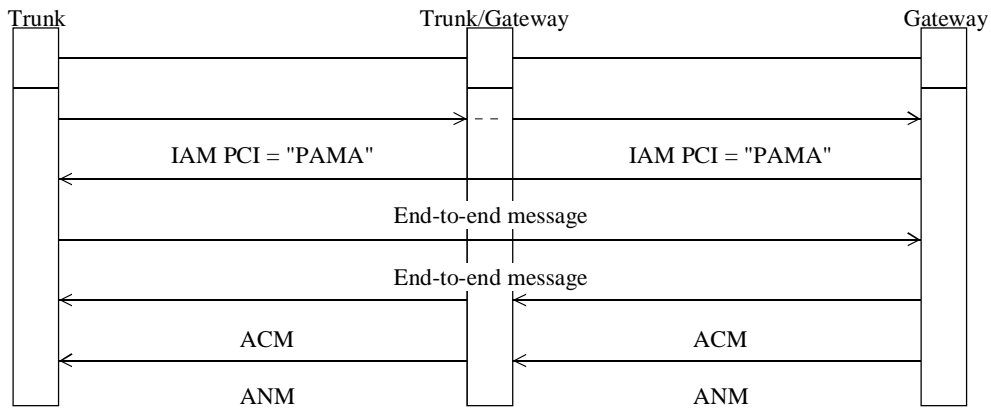 Trunk Trunk/Gateway Gateway
IAM PCI = "PAMA" IAM PCI = "PAMA"
End-to-end message
End-to-end message
ACM ACM
ANM ANM